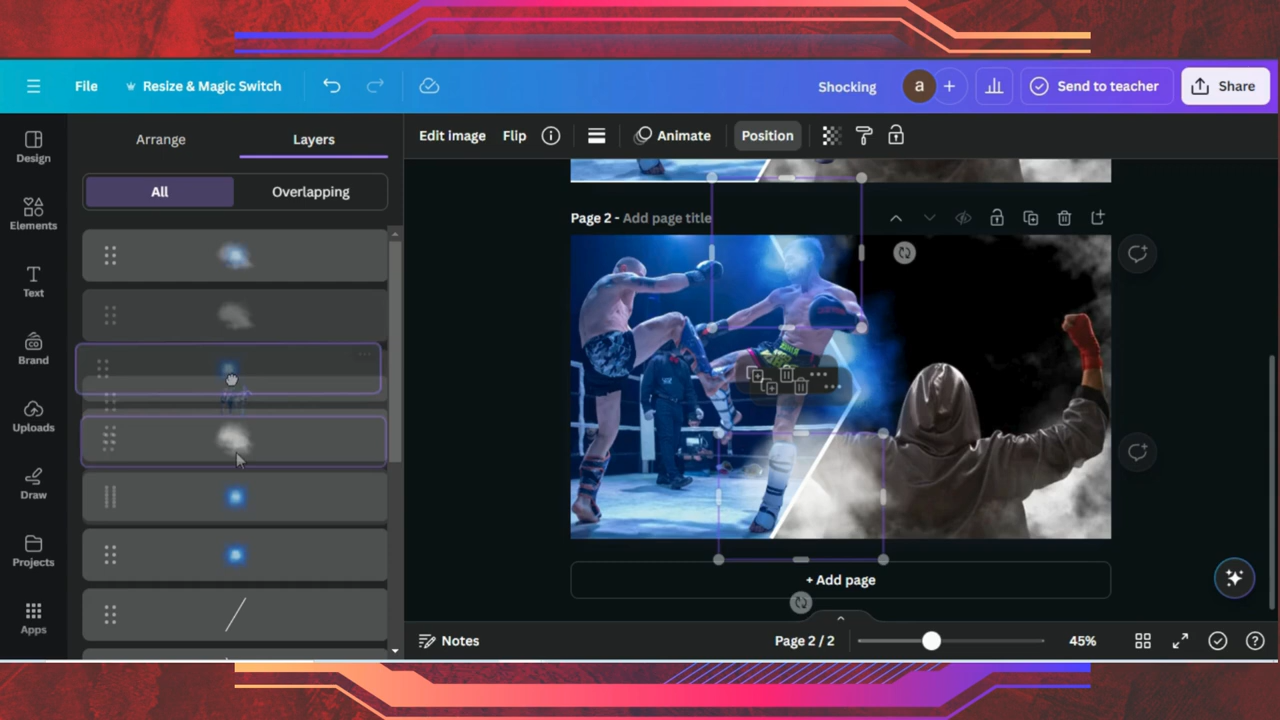 File
Resize & Magic Switch
Shocking
a
Send to teacher
Share
Design
Elements
Text
Brand
Uploads
Draw
Projects
Apps
Arrange
Layers
All
Overlapping
Edit image
Flip
Animate
Position
Page 2 - Add page title
+ Add page
Notes
Page 2 / 2
45%